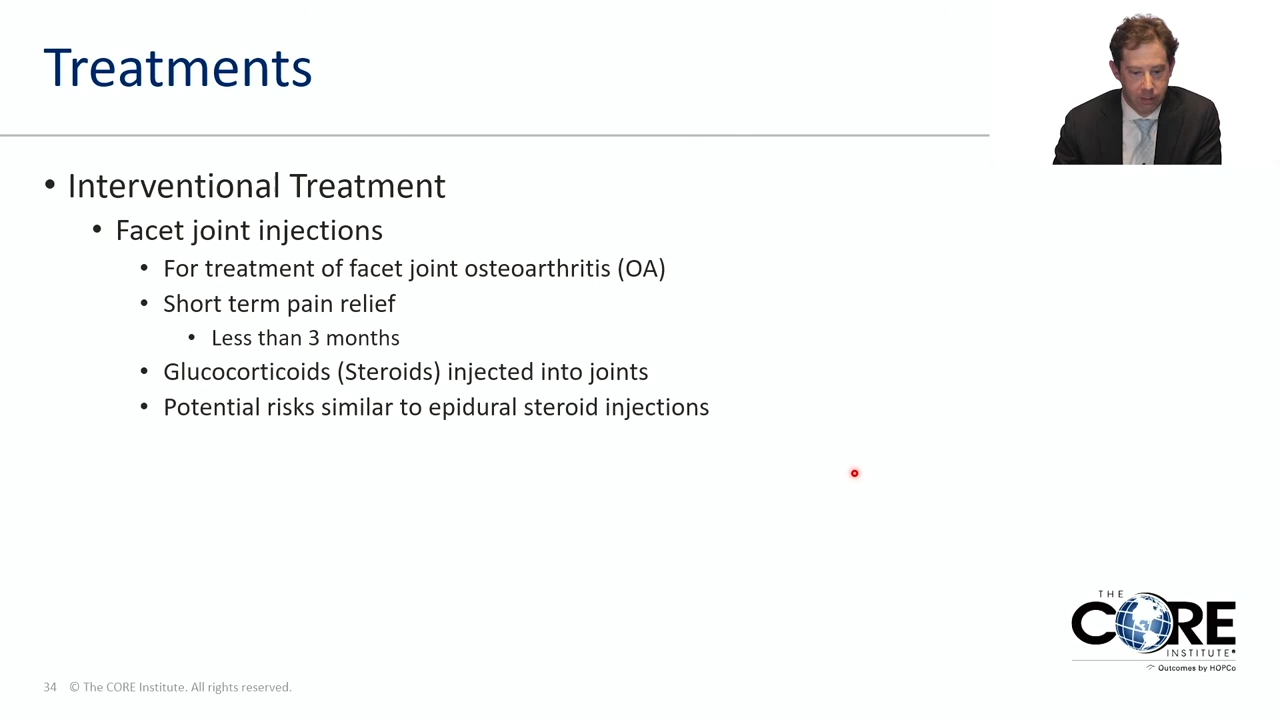 Treatments
• Interventional Treatment
• Facet joint injections
• For treatment of facet joint osteoarthritis (OA)
• Short term pain relief
• Less than 3 months
• Glucocorticoids (Steroids) injected into joints
• Potential risks similar to epidural steroid injections
THE
CORE
INSTITUTE®
Outcomes by HOPCo
34 © The CORE Institute. All rights reserved.